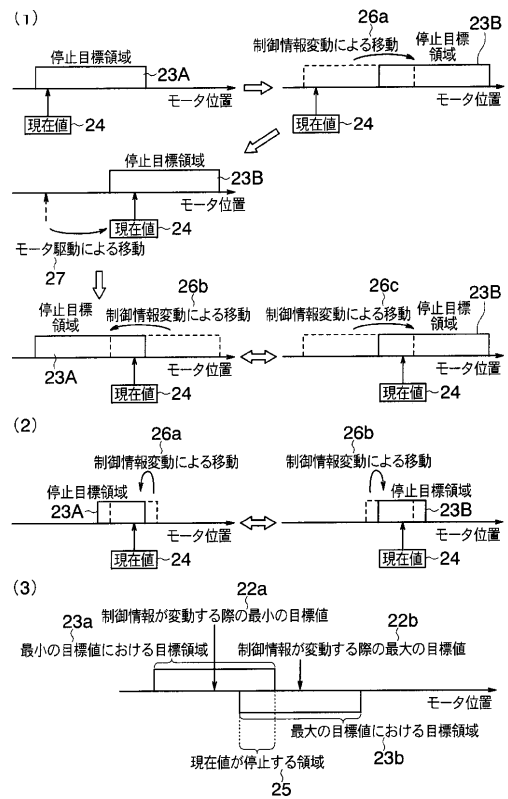 (1)
停止目標領域
23A
モータ位置
現在値
24
26a
制御情報変動による移動
停止目標
領域
23B
モータ位置
現在値
24
停止目標領域
23B
モータ位置
現在値
24
モータ駆動による移動
27
停止目標
領域
26b
制御情報変動による移動
23A
モータ位置
現在値
24
26c
制御情報変動による移動
停止目標
領域
23B
モータ位置
現在値
24
(2)
26a
制御情報変動による移動
停止目標領域
23A
モータ位置
現在値
24
26b
制御情報変動による移動
停止目標領域
23B
モータ位置
現在値
24
(3)
22a
制御情報が変動する際の最小の目標値
23a
最小の目標値における目標領域
22b
制御情報が変動する際の最大の目標値
モータ位置
最大の目標値における目標領域
23b
現在値が停止する領域
25